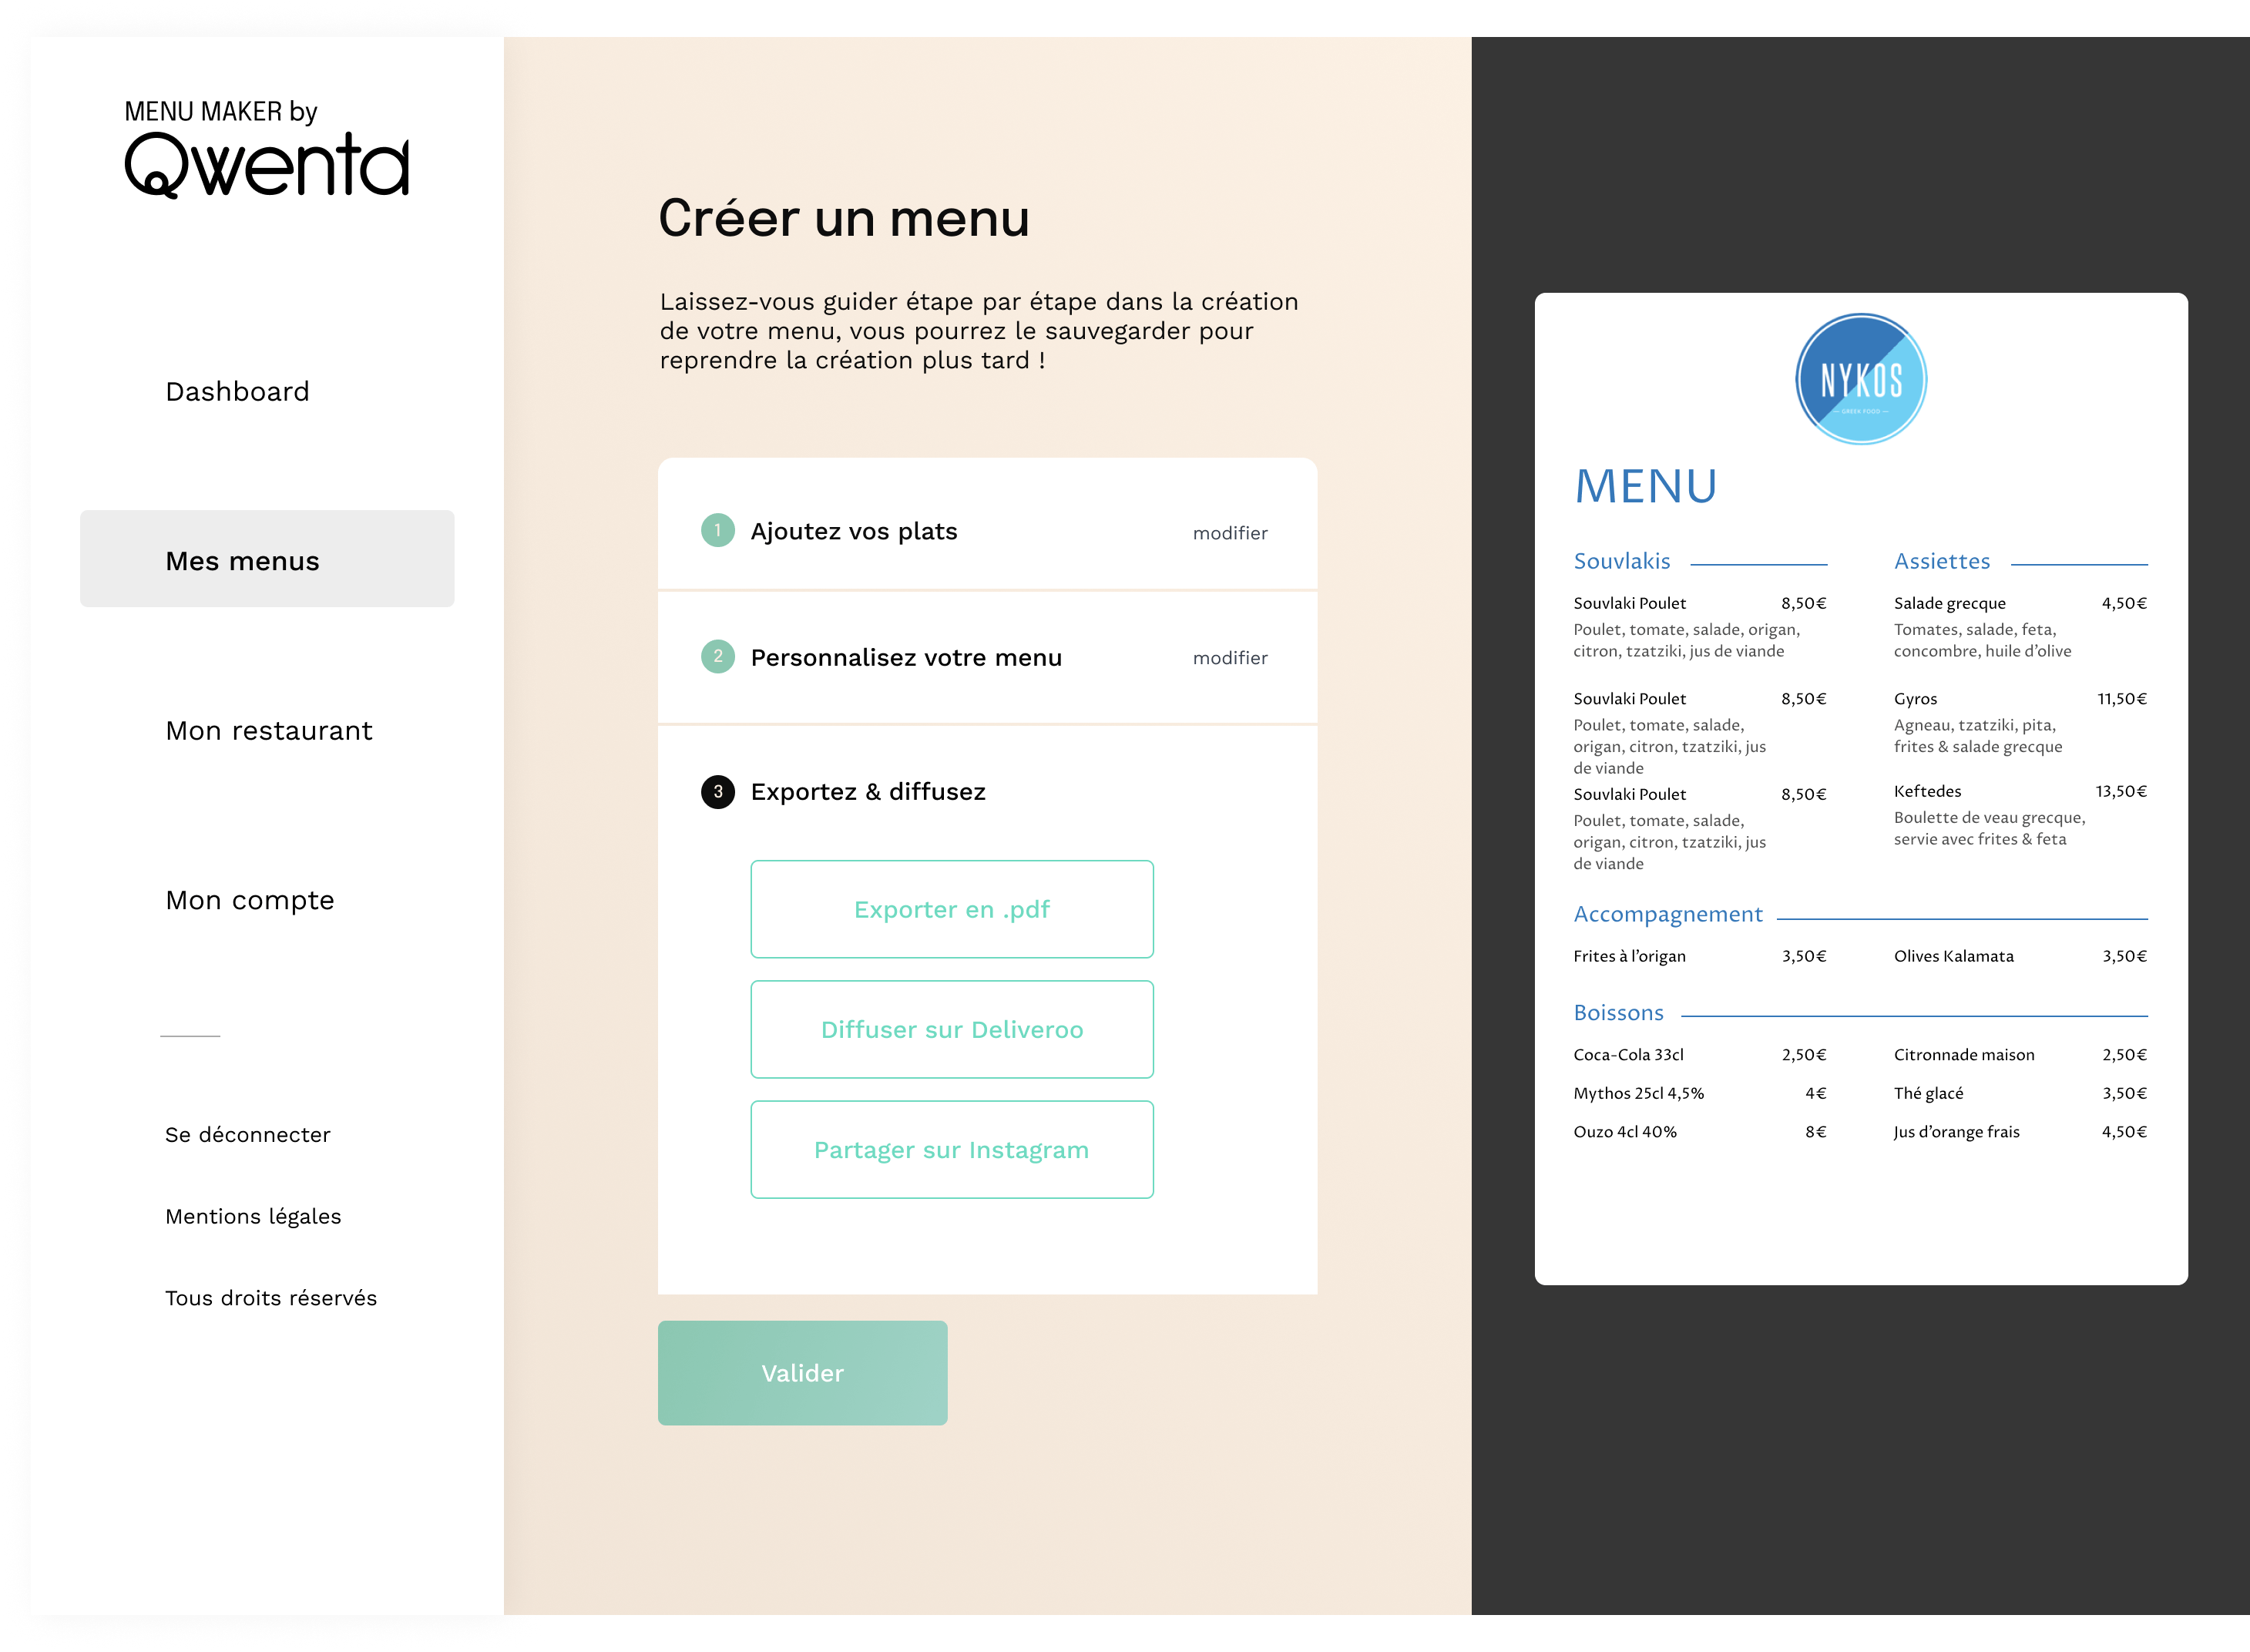 MENU MAKER by
Qwenta
Dashboard
Mes menus
Mon restaurant
Mon compte
Se déconnecter
Mentions légales
Tous droits réservés
Créer un menu
Laissez-vous guider étape par étape dans la création
de votre menu, vous pourrez le sauvegarder pour
reprendre la création plus tard !
1 Ajoutez vos plats modifier
2 Personnalisez votre menu modifier
3 Exportez & diffusez
Exporter en .pdf
Diffuser sur Deliveroo
Partager sur Instagram
Valider
NYKOS
— GREEK FOOD —
MENU
Souvlakis
Souvlaki Poulet 8,50€
Poulet, tomate, salade, origan,
citron, tzatziki, jus de viande
Souvlaki Poulet 8,50€
Poulet, tomate, salade,
origan, citron, tzatziki, jus
de viande
Souvlaki Poulet 8,50€
Poulet, tomate, salade,
origan, citron, tzatziki, jus
de viande
Assiettes
Salade grecque 4,50€
Tomates, salade, feta,
concombre, huile d'olive
Gyros 11,50€
Agneau, tzatziki, pita,
frites & salade grecque
Keftedes 13,50€
Boulette de veau grecque,
servie avec frites & feta
Accompagnement
Frites à l'origan 3,50€
Olives Kalamata 3,50€
Boissons
Coca-Cola 33cl 2,50€
Mythos 25cl 4,5% 4€
Ouzo 4cl 40% 8€
Citronnade maison 2,50€
Thé glacé 3,50€
Jus d'orange frais 4,50€